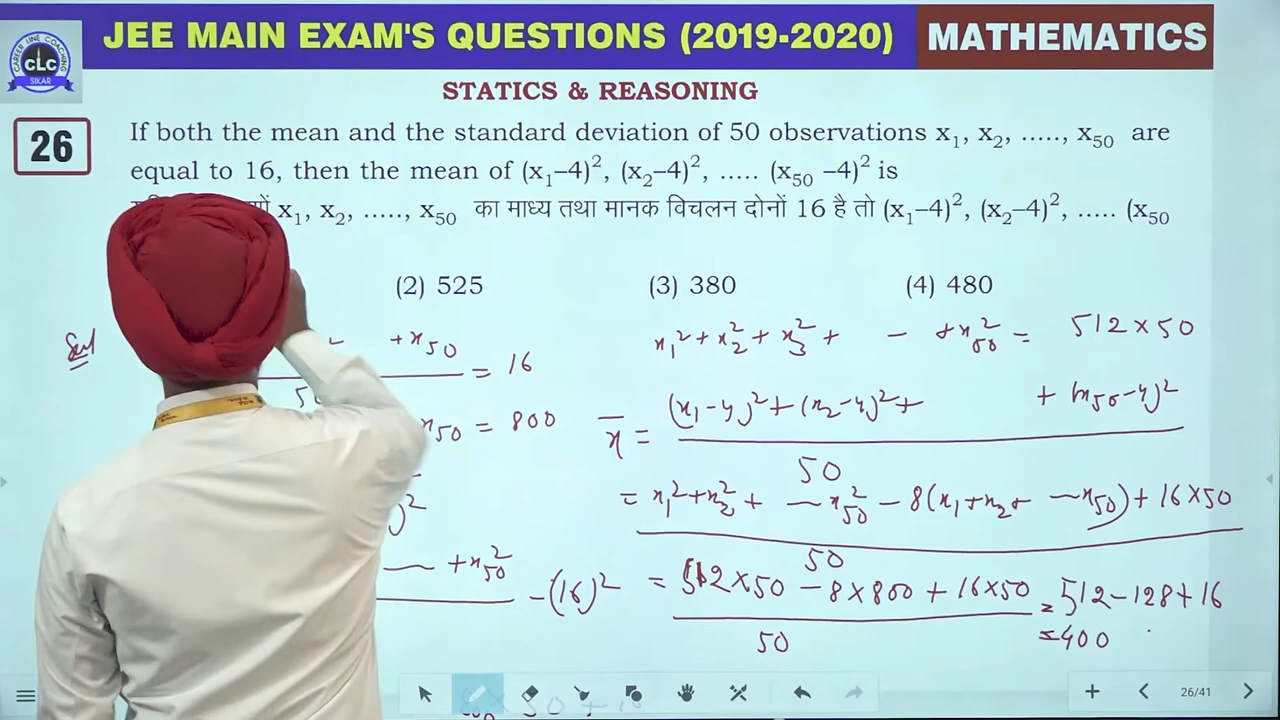 JEE MAIN EXAM'S QUESTIONS (2019-2020) MATHEMATICS
CAREER LINE COACHING
CLC
SIKAR
STATICS & REASONING
26
If both the mean and the standard deviation of 50 observations x₁, x₂, ....., x₅₀ are
equal to 16, then the mean of (x₁–4)², (x₂–4)², ..... (x₅₀ –4)² is
x₁, x₂, ....., x₅₀ का माध्य तथा मानक विचलन दोनों 16 है तो (x₁–4)², (x₂–4)², ..... (x₅₀
(2) 525 (3) 380 (4) 480
Sol
+x₅₀ = 16
x₅₀ = 800
+x₅₀² -(16)²
x₁²+x₂²+x₃²+ - +x₅₀² = 512×50
x̄ = (x₁-4)²+(x₂-4)²+ +(x₅₀-4)²
50
= x₁²+x₂²+ —x₅₀²-8(x₁+x₂+ —x₅₀)+16×50
50
= 512×50-8×800+16×50 = 512-128+16
50
=400
26/41